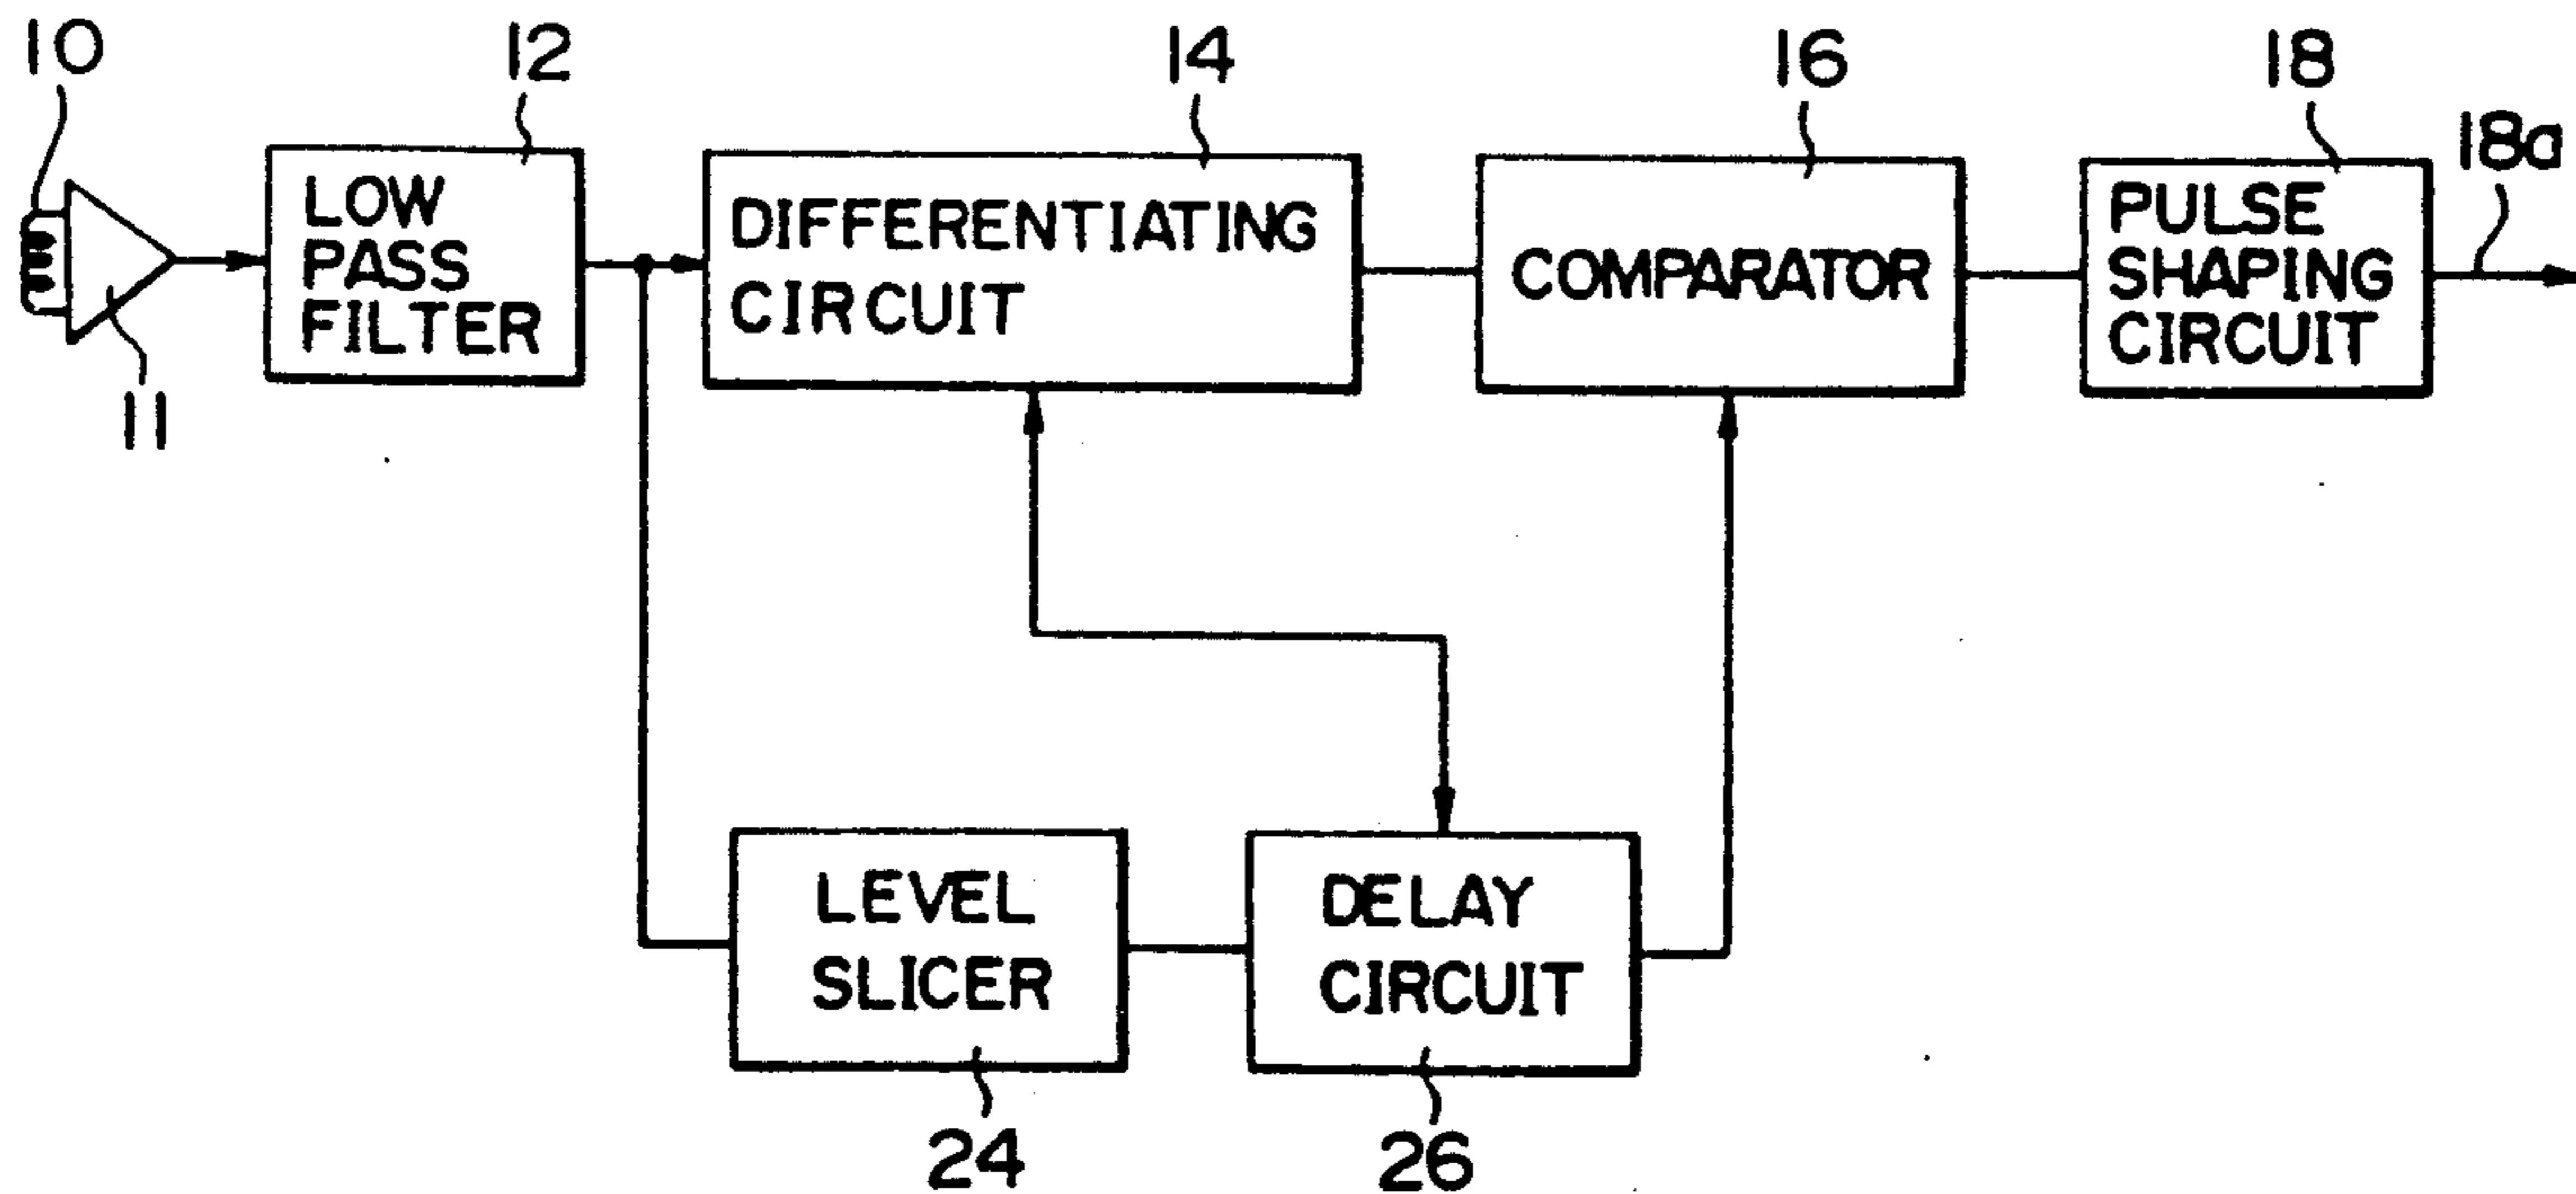 10
12
14
16
18
18a
LOW
PASS
FILTER
DIFFERENTIATING
CIRCUIT
COMPARATOR
PULSE
SHAPING
CIRCUIT
11
LEVEL
SLICER
DELAY
CIRCUIT
24
26